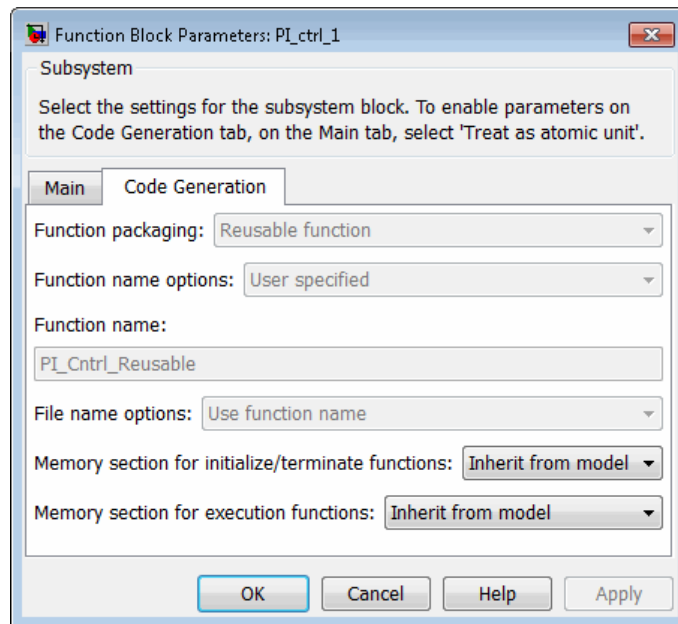 Function Block Parameters: PI_ctrl_1
Subsystem
Select the settings for the subsystem block. To enable parameters on
the Code Generation tab, on the Main tab, select 'Treat as atomic unit'.
Main Code Generation
Function packaging: Reusable function
Function name options: User specified
Function name:
PI_Cntrl_Reusable
File name options: Use function name
Memory section for initialize/terminate functions: Inherit from model
Memory section for execution functions: Inherit from model
OK Cancel Help Apply